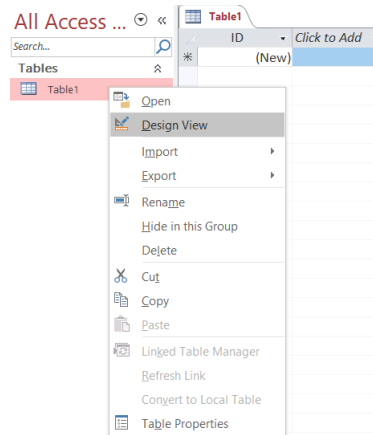 All Access ...
Search...
Tables
Table1
Table1
ID
Click to Add
(New)
Open
Design View
Import
Export
Rename
Hide in this Group
Delete
Cut
Copy
Paste
Linked Table Manager
Refresh Link
Convert to Local Table
Table Properties